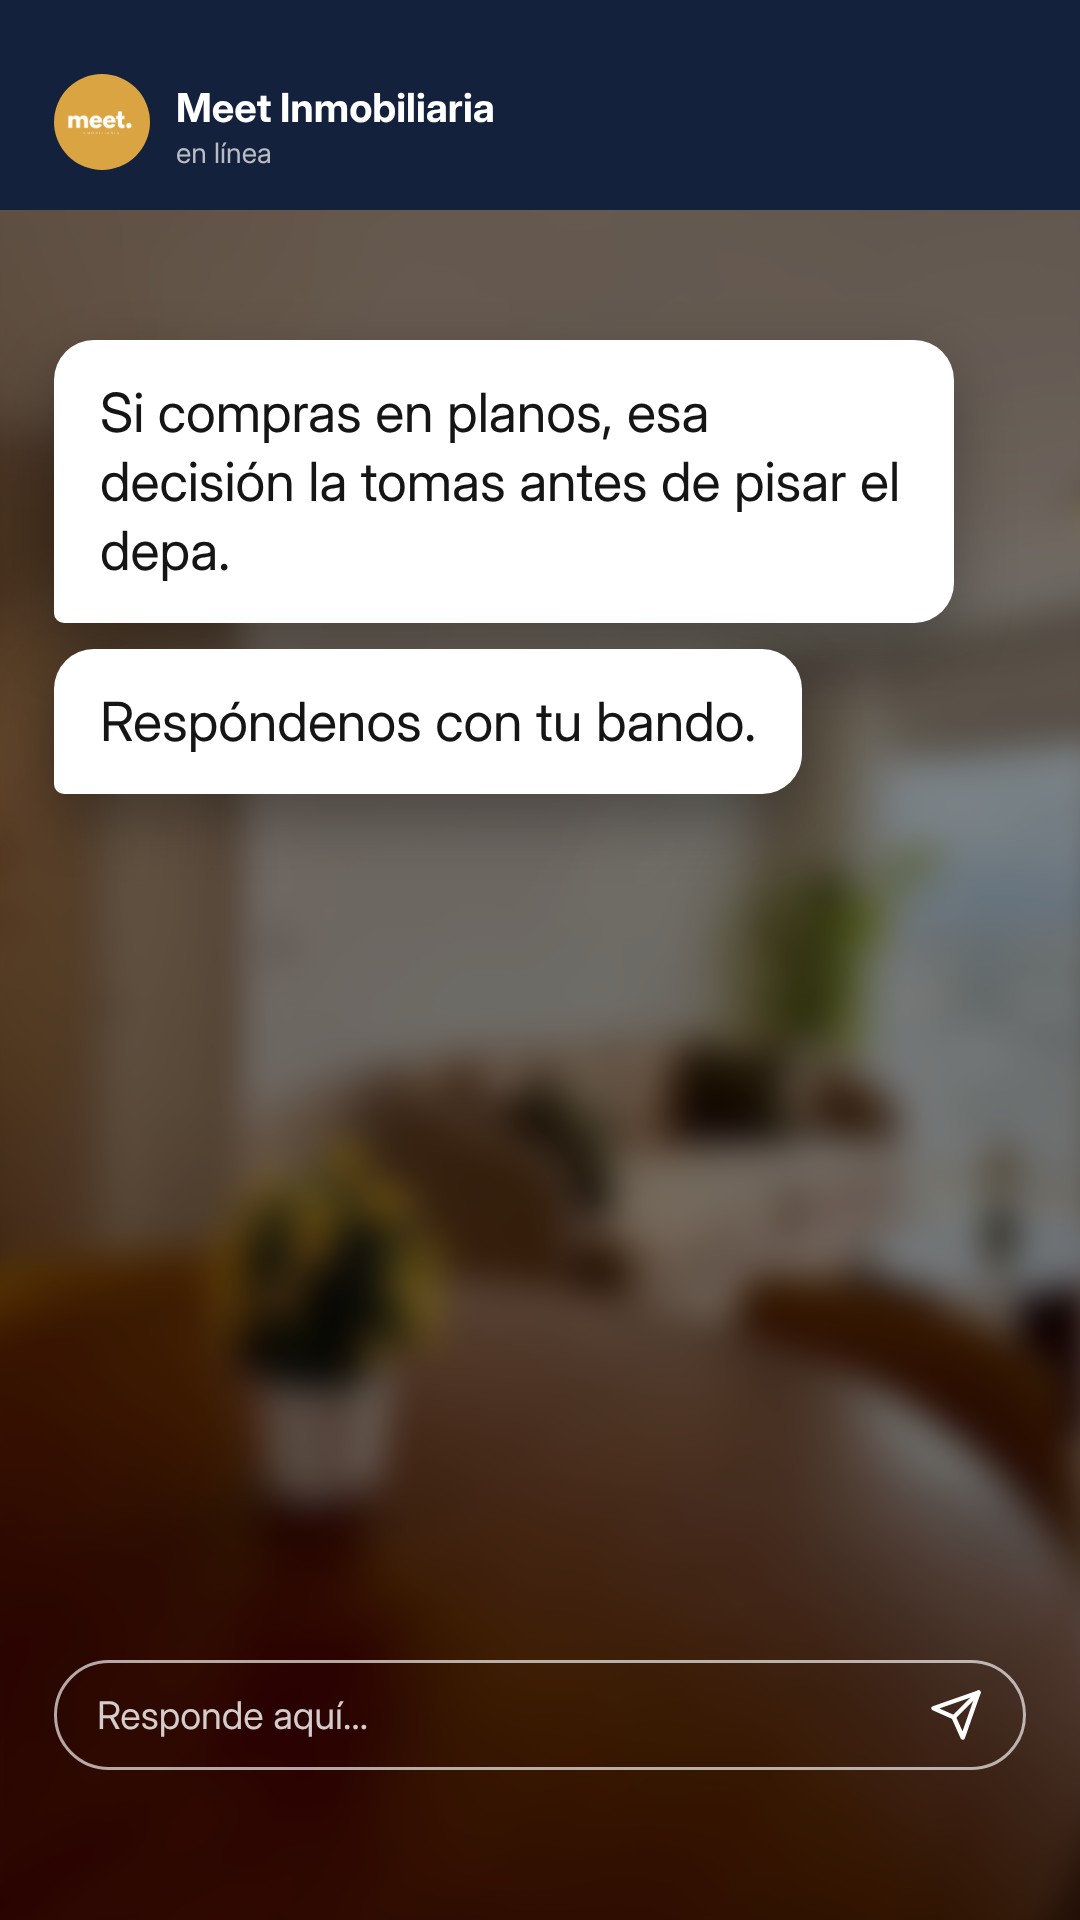 meet.
Meet Inmobiliaria
en línea
Si compras en planos, esa
decisión la tomas antes de pisar el
depa.
Respóndenos con tu bando.
Responde aquí...